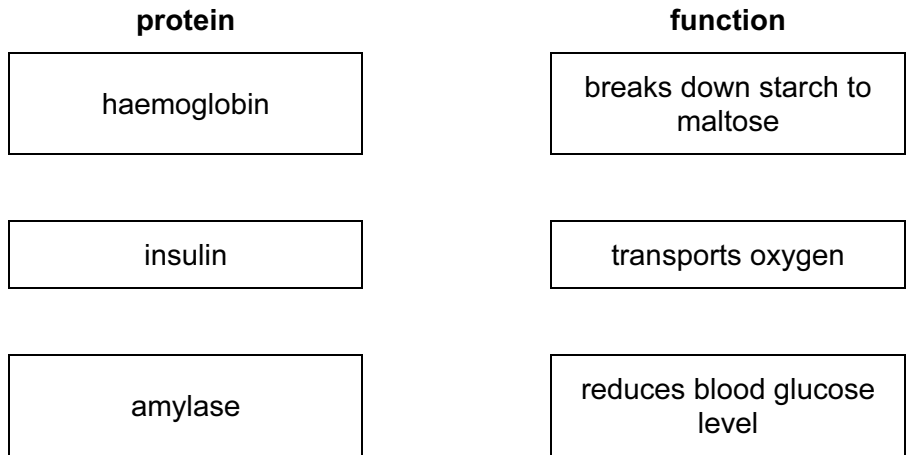 protein function
haemoglobin
breaks down starch to
maltose
insulin
transports oxygen
amylase
reduces blood glucose
level